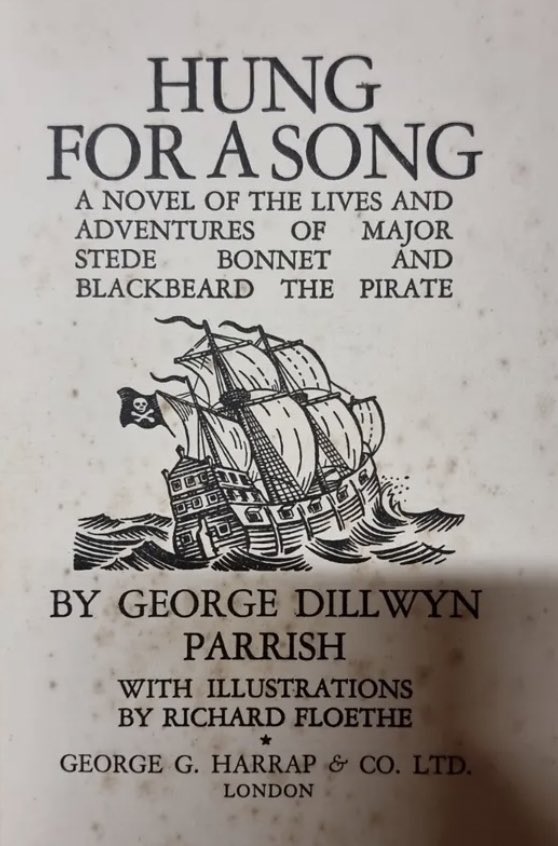 HUNG
FOR A SONG
A NOVEL OF THE LIVES AND
ADVENTURES OF MAJOR
STEDE BONNET AND
BLACKBEARD THE PIRATE
BY GEORGE DILLWYN
PARRISH
WITH ILLUSTRATIONS
BY RICHARD FLOETHE
★
GEORGE G. HARRAP & CO. LTD.
LONDON